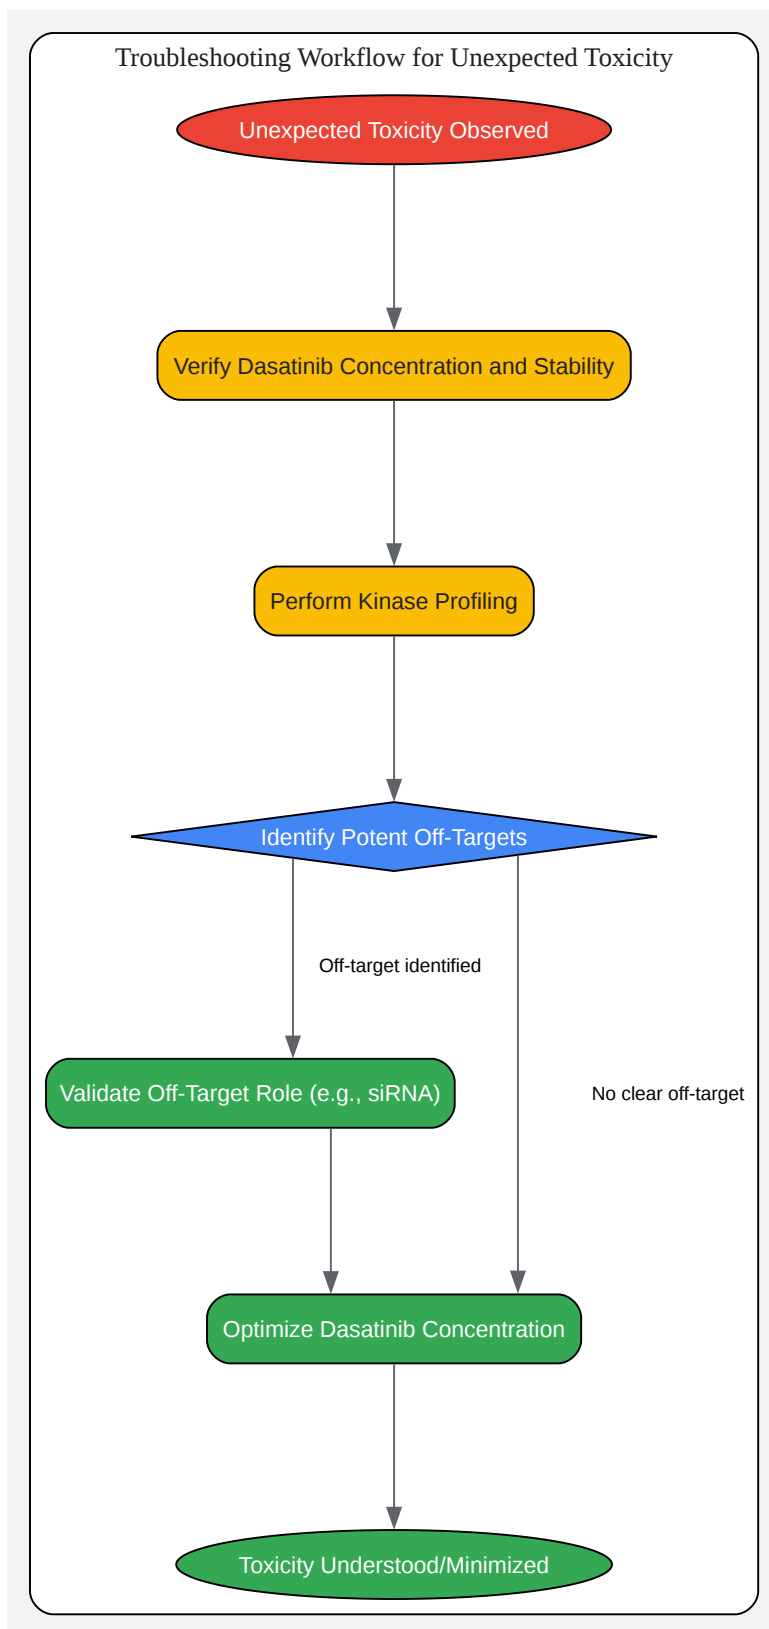 Troubleshooting Workflow for Unexpected Toxicity
Unexpected Toxicity Observed
Verify Dasatinib Concentration and Stability
Perform Kinase Profiling
Identify Potent Off-Targets
Off-target identified
Validate Off-Target Role (e.g., siRNA)
No clear off-target
Optimize Dasatinib Concentration
Toxicity Understood/Minimized